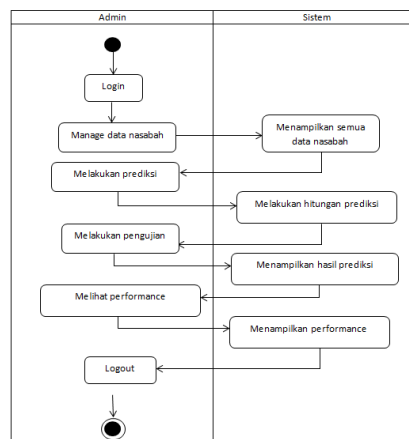 Admin
Sistem
Login
Manage data nasabah
Menampilkan semua
data nasabah
Melakukan prediksi
Melakukan hitungan prediksi
Melakukan pengujian
Menampilkan hasil prediksi
Melihat performance
Menampilkan performance
Logout